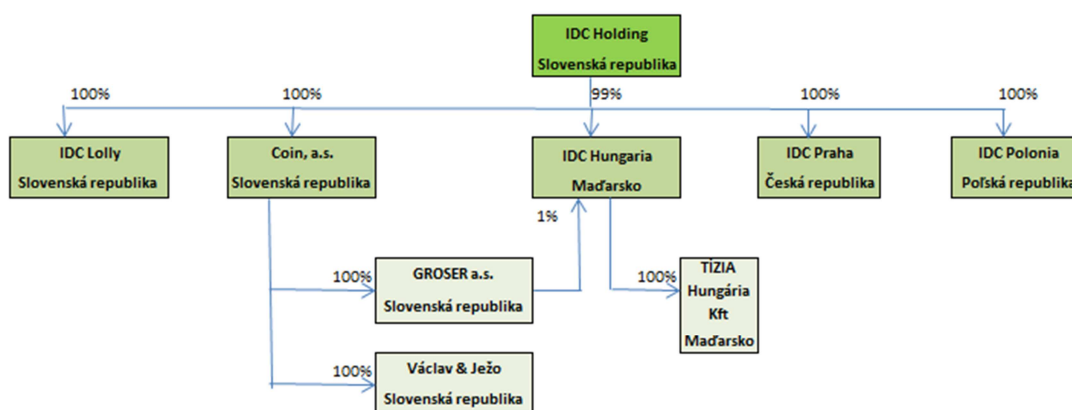 IDC Holding
Slovenská republika
100%
100%
99%
100%
100%
IDC Lolly
Slovenská republika
Coin, a.s.
Slovenská republika
IDC Hungaria
Maďarsko
IDC Praha
Česká republika
IDC Polonia
Poľská republika
1%
100%
GROSER a.s.
Slovenská republika
100%
TÍZIA
Hungária
Kft
Maďarsko
100%
Václav & Ježo
Slovenská republika